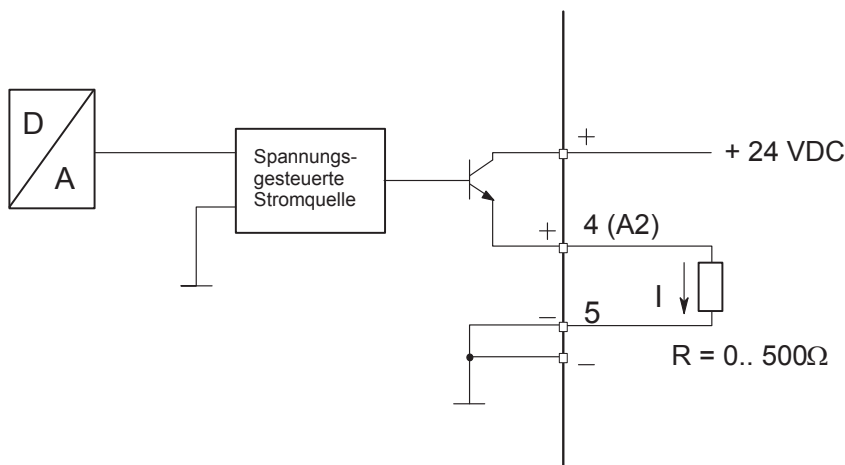 D
A
Spannungs-
gesteuerte
Stromquelle
+
+ 24 VDC
+
4 (A2)
I
−
5
−
R = 0.. 500Ω